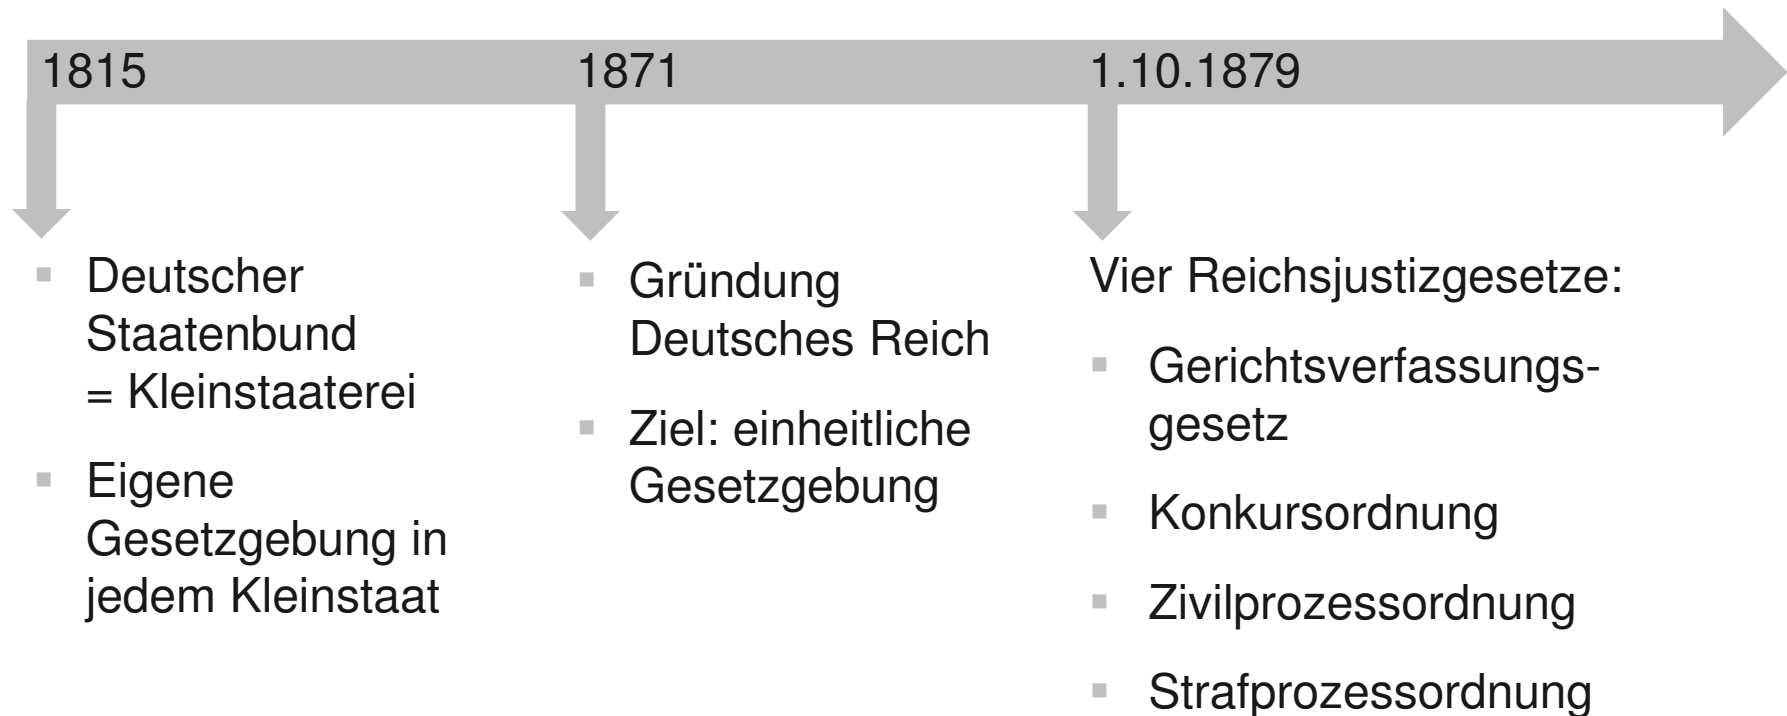 1815
1871
1.10.1879
Deutscher
Staatenbund
= Kleinstaaterei
Eigene
Gesetzgebung in
jedem Kleinstaat
Gründung
Deutsches Reich
Ziel: einheitliche
Gesetzgebung
Vier Reichsjustizgesetze:
Gerichtsverfassungs-
gesetz
Konkursordnung
Zivilprozessordnung
Strafprozessordnung